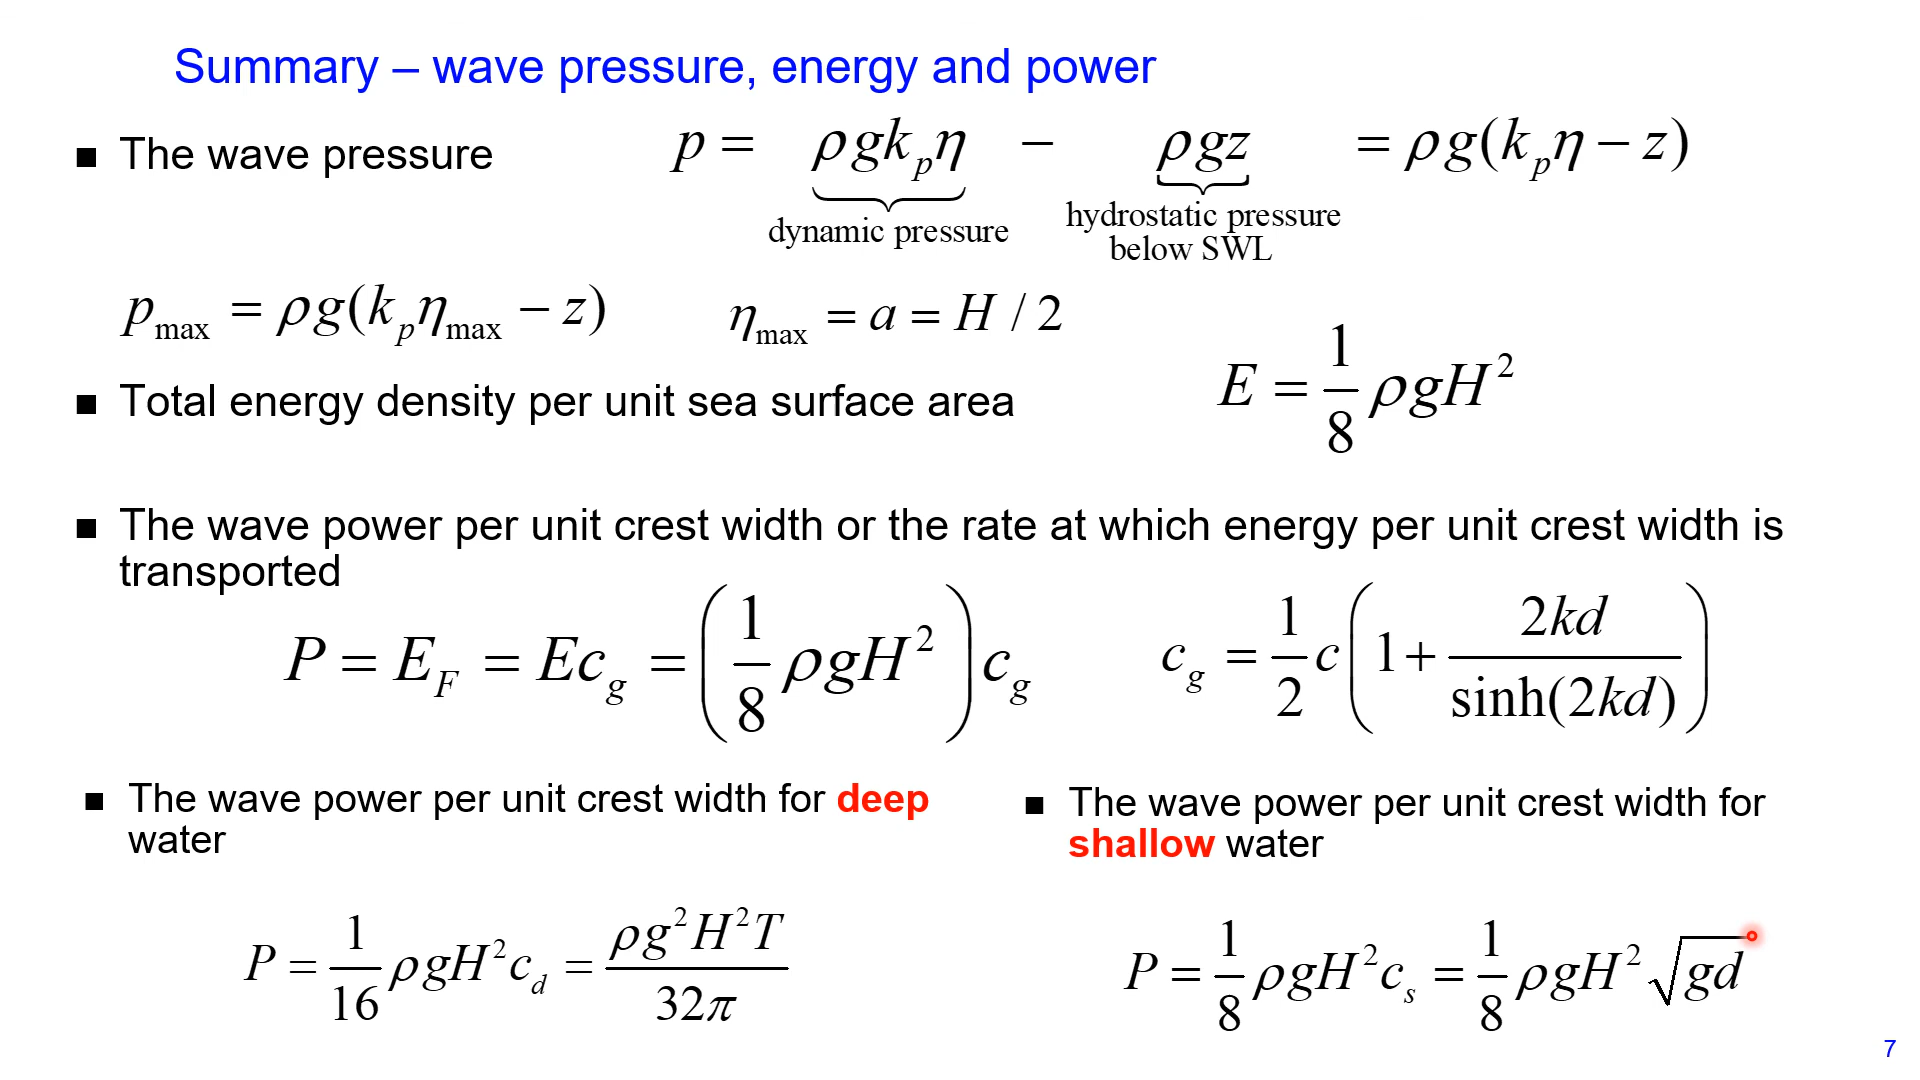 Summary – wave pressure, energy and power
■ The wave pressure
p = ρgk_pη − ρgz = ρg(k_pη − z)
dynamic pressure
hydrostatic pressure
below SWL
p_max = ρg(k_pη_max − z)
η_max = a = H / 2
■ Total energy density per unit sea surface area
E = 1/8 ρgH²
■ The wave power per unit crest width or the rate at which energy per unit crest width is
transported
P = E_F = Ec_g = (1/8 ρgH²) c_g
c_g = 1/2 c (1 + 2kd / sinh(2kd))
■ The wave power per unit crest width for deep
water
P = 1/16 ρgH²c_d = ρg²H²T / 32π
■ The wave power per unit crest width for
shallow water
P = 1/8 ρgH²c_s = 1/8 ρgH²√gd
7